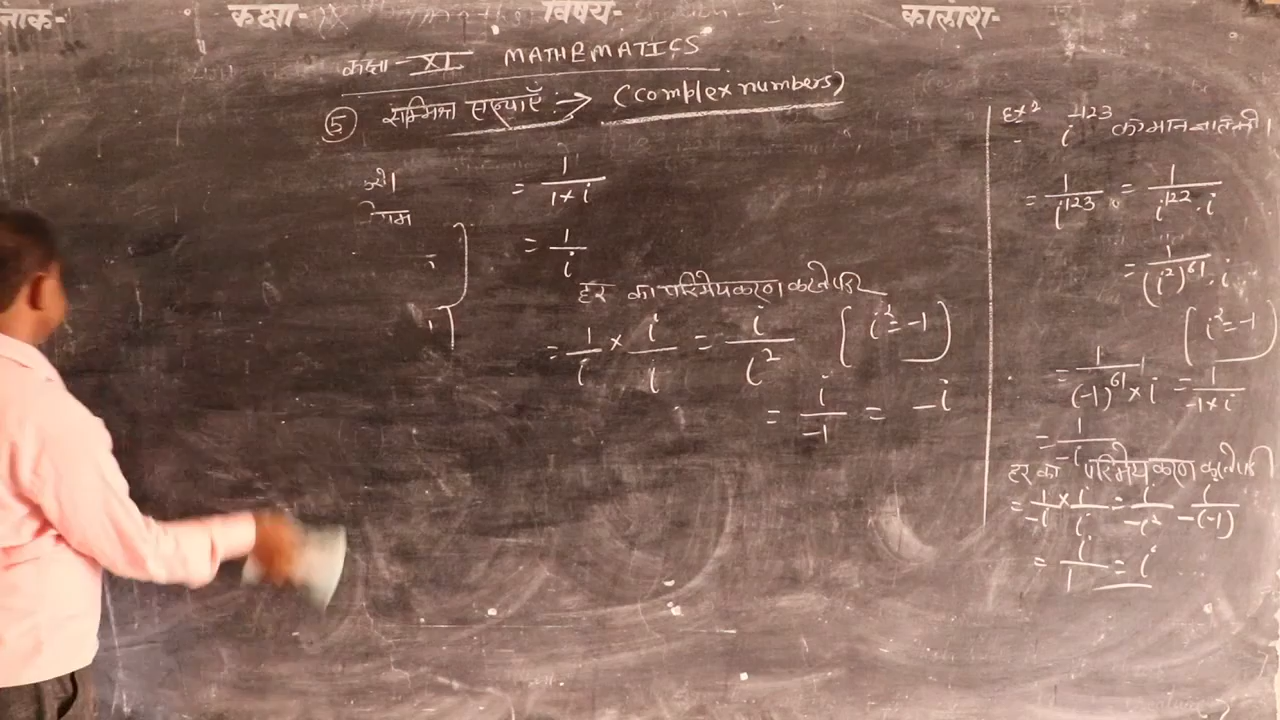 नांक- कक्षा- विषय- कालांश-
कक्षा - XI MATHEMATICS
⑤ सम्मिश्र संख्याएँ :→ (complex numbers)
= 1/(1×i)
= 1/i
हर का परिमेयकरण करने पर
= 1/i × i/i = i/i² [i² = -1]
= i/-1 = -i
Ex² i^-123 का मान ज्ञात करो।
= 1/i^123 = 1/(i^122 · i)
= 1/((i²)^61 · i)
[i² = -1]
= 1/((-1)^61 × i) = 1/(-1×i)
= 1/-i
हर का परिमेय करण करने पर
= 1/-i × i/i = i/-i² = i/-(-1)
= i/1 = i